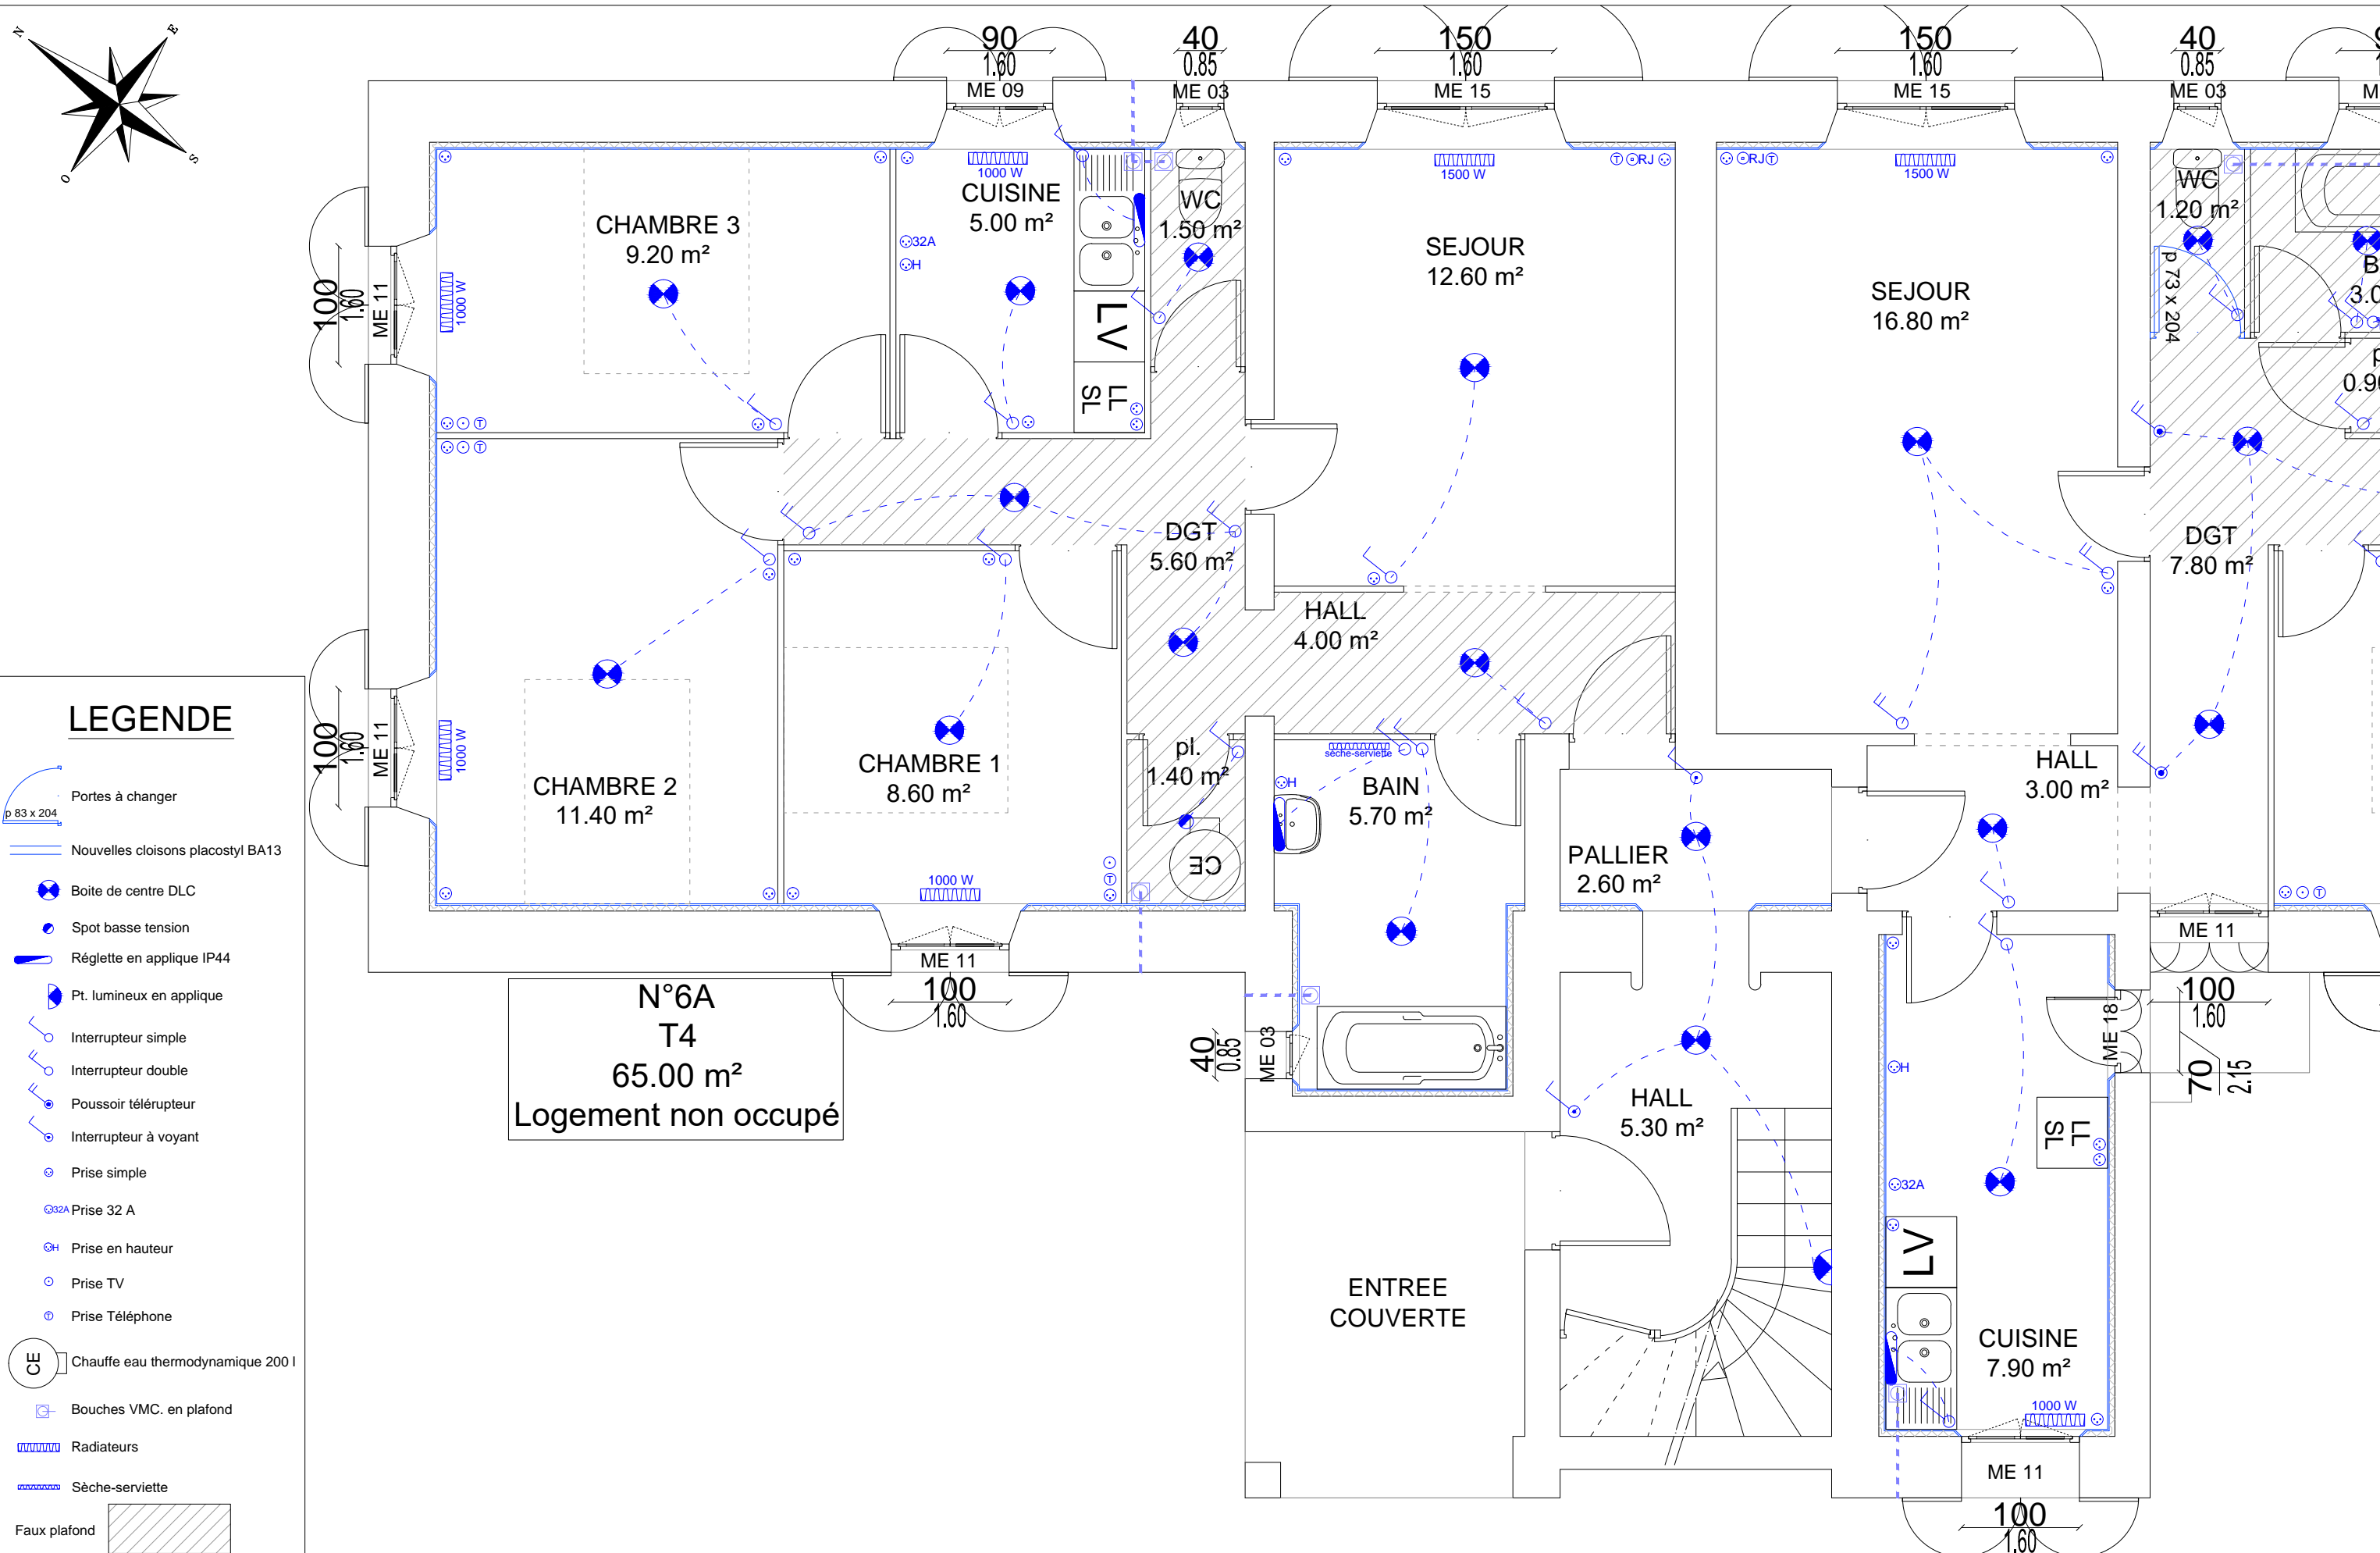 N
E
S
O
90
1.60
ME 09
40
0.85
ME 03
150
1.60
ME 15
150
1.60
ME 15
40
0.85
ME 03
CHAMBRE 3
9.20 m²
1000 W
CUISINE
5.00 m²
32A
H
LV
LL
SL
WC
1.50 m²
1500 W
T
RJ
SEJOUR
12.60 m²
RJ
T
1500 W
SEJOUR
16.80 m²
WC
1.20 m²
p 73 x 204
100
1.60
ME 11
1000 W
T
T
DGT
5.60 m²
HALL
4.00 m²
DGT
7.80 m²
100
1.60
ME 11
1000 W
CHAMBRE 2
11.40 m²
CHAMBRE 1
8.60 m²
1000 W
T
pl.
1.40 m²
CE
sèche-serviette
H
BAIN
5.70 m²
PALLIER
2.60 m²
HALL
3.00 m²
T
ME 11
100
1.60
ME 11
100
1.60
N°6A
T4
65.00 m²
Logement non occupé
40
0.85
ME 03
ME 18
70
2.15
HALL
5.30 m²
H
LL
SL
32A
LV
CUISINE
7.90 m²
1000 W
ME 11
100
1.60
ENTREE
COUVERTE
LEGENDE
p 83 x 204
Portes à changer
Nouvelles cloisons placostyl BA13
Boite de centre DLC
Spot basse tension
Réglette en applique IP44
Pt. lumineux en applique
Interrupteur simple
Interrupteur double
Poussoir télérupteur
Interrupteur à voyant
Prise simple
32A Prise 32 A
H Prise en hauteur
Prise TV
T Prise Téléphone
CE Chauffe eau thermodynamique 200 l
Bouches VMC. en plafond
Radiateurs
Sèche-serviette
Faux plafond